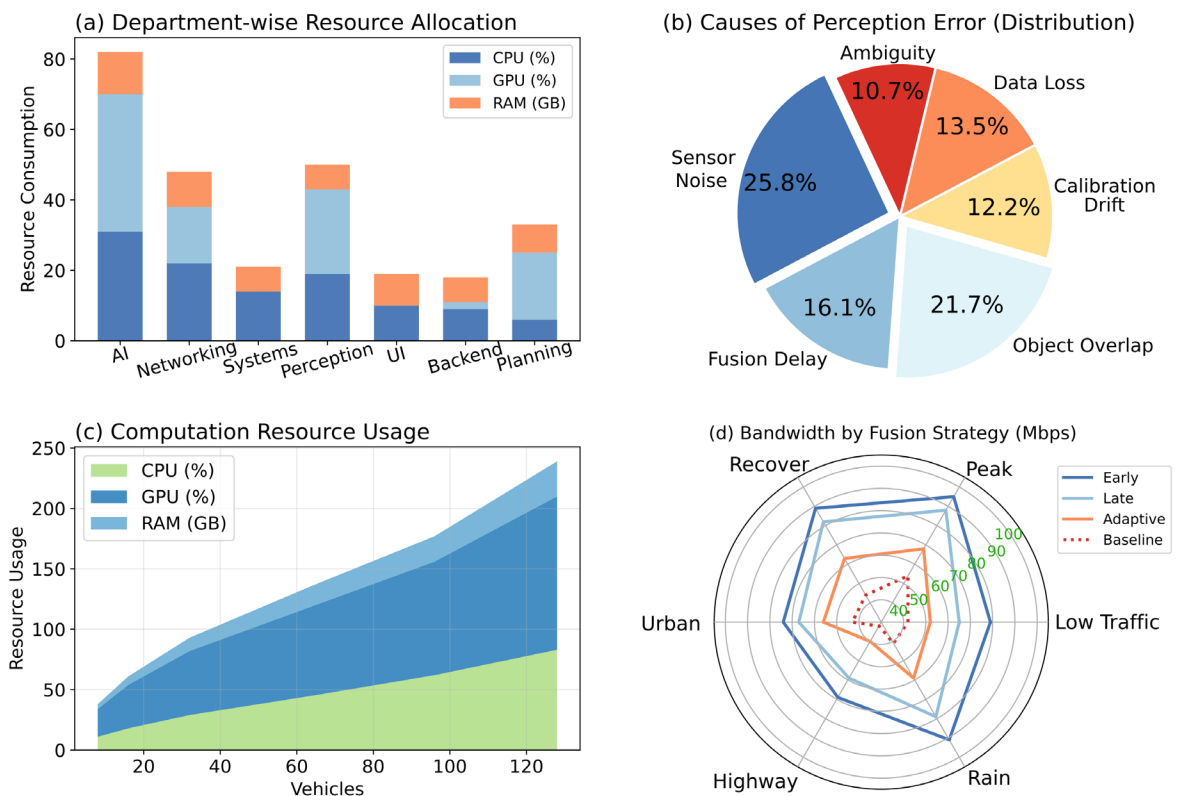 (a) Department-wise Resource Allocation
Resource Consumption
80
60
40
20
0
CPU (%)
GPU (%)
RAM (GB)
AI
Networking
Systems
Perception
UI
Backend
Planning
(b) Causes of Perception Error (Distribution)
Ambiguity
10.7%
Data Loss
13.5%
Sensor
Noise
25.8%
Calibration
Drift
12.2%
16.1%
21.7%
Fusion Delay
Object Overlap
(c) Computation Resource Usage
Resource Usage
250
200
150
100
50
0
CPU (%)
GPU (%)
RAM (GB)
20
40
60
80
100
120
Vehicles
(d) Bandwidth by Fusion Strategy (Mbps)
Recover
Peak
Urban
Low Traffic
Highway
Rain
40
50
60
70
80
90
100
Early
Late
Adaptive
Baseline